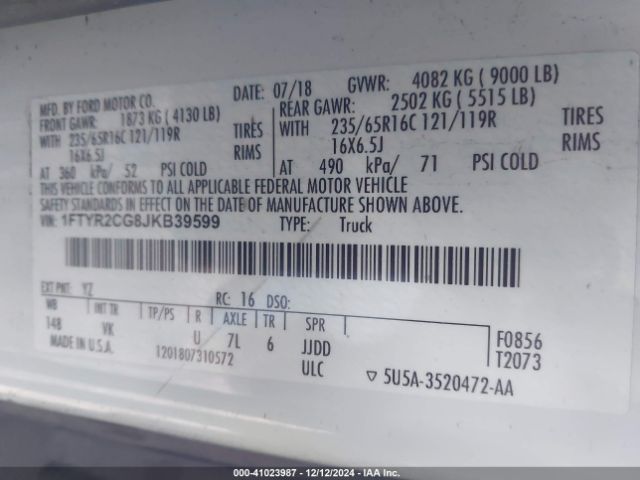 MFD. BY FORD MOTOR CO.
DATE: 07/18 GVWR: 4082 KG ( 9000 LB)
FRONT GAWR: 1873 KG ( 4130 LB)
REAR GAWR: 2502 KG ( 5515 LB)
WITH 235/65R16C 121/119R TIRES
WITH 235/65R16C 121/119R TIRES
16X6.5J RIMS
16X6.5J RIMS
AT 360 kPa/ 52 PSI COLD
AT 490 kPa/ 71 PSI COLD
THIS VEHICLE CONFORMS TO ALL APPLICABLE FEDERAL MOTOR VEHICLE
SAFETY STANDARDS IN EFFECT ON THE DATE OF MANUFACTURE SHOWN ABOVE.
VIN: 1FTYR2CG8JKB39599 TYPE: Truck
EXT PNT: YZ RC: 16 DSO:
WB INT TR TP/PS R AXLE TR SPR
148 VK U 7L 6 JJDD
F0856
T2073
MADE IN U.S.A. 1201807310572 ULC
▽ 5U5A-3520472-AA
000-41023987 - 12/12/2024 - IAA Inc.